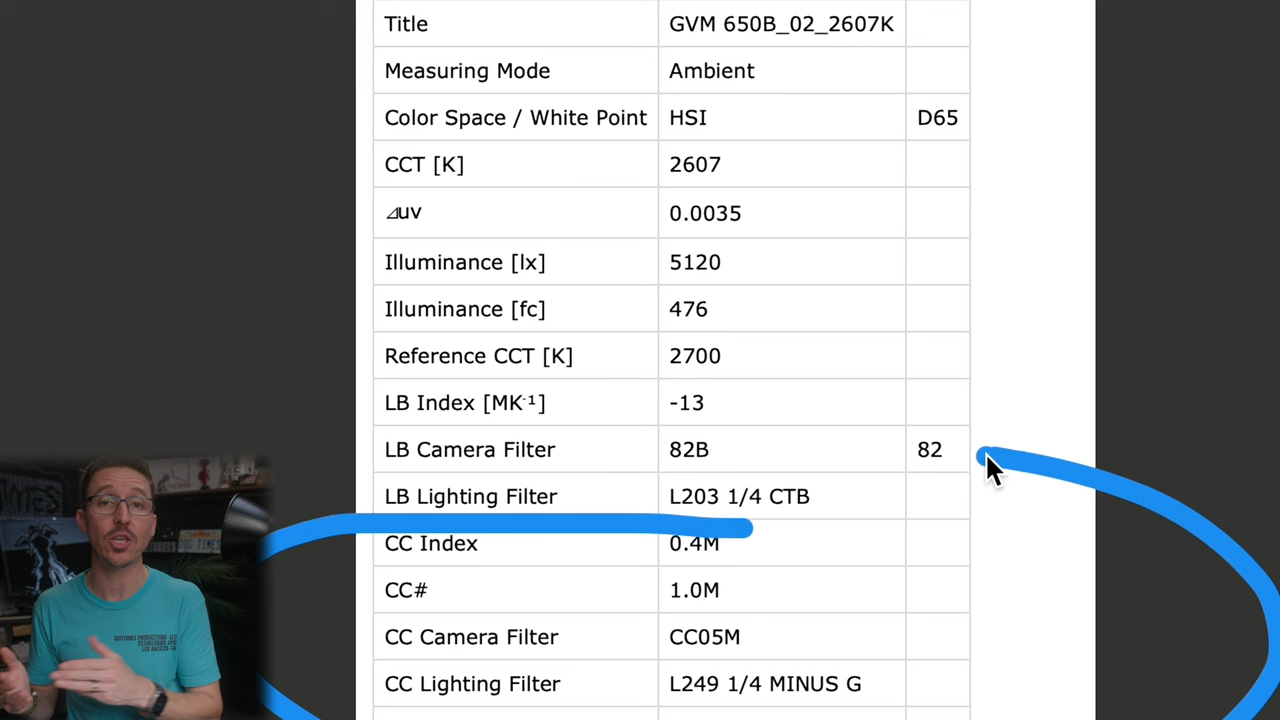 Title GVM 650B_02_2607K
Measuring Mode Ambient
Color Space / White Point HSI D65
CCT [K] 2607
⊿uv 0.0035
Illuminance [lx] 5120
Illuminance [fc] 476
Reference CCT [K] 2700
LB Index [MK⁻¹] -13
LB Camera Filter 82B 82
LB Lighting Filter L203 1/4 CTB
CC Index 0.4M
CC# 1.0M
CC Camera Filter CC05M
CC Lighting Filter L249 1/4 MINUS G